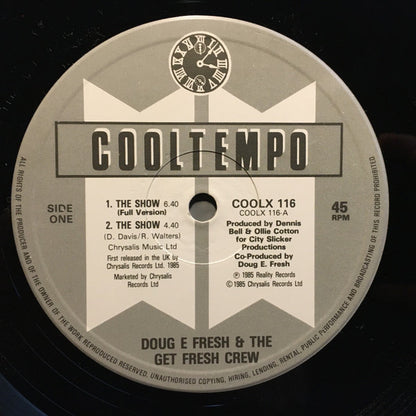 COOLTEMPO
SIDE
ONE
1. THE SHOW 6.40
(Full Version)
2. THE SHOW 4.40
(D. Davis/R. Walters)
Chrysalis Music Ltd
First released in the UK by
Chrysalis Records Ltd. 1985
Marketed by Chrysalis
Records Ltd
COOLX 116
COOLX 116-A
Produced by Dennis
Bell & Ollie Cotton
for City Slicker
Productions
Co-Produced by
Doug E. Fresh
℗ 1985 Reality Records
© 1985 Chrysalis Records Ltd
45
RPM
DOUG E FRESH & THE
GET FRESH CREW
ALL RIGHTS OF THE PRODUCER AND OF THE OWNER OF THE WORK REPRODUCED RESERVED. UNAUTHORISED COPYING, HIRING, LENDING, RENTAL, PUBLIC PERFORMANCE AND BROADCASTING OF THIS RECORD PROHIBITED.